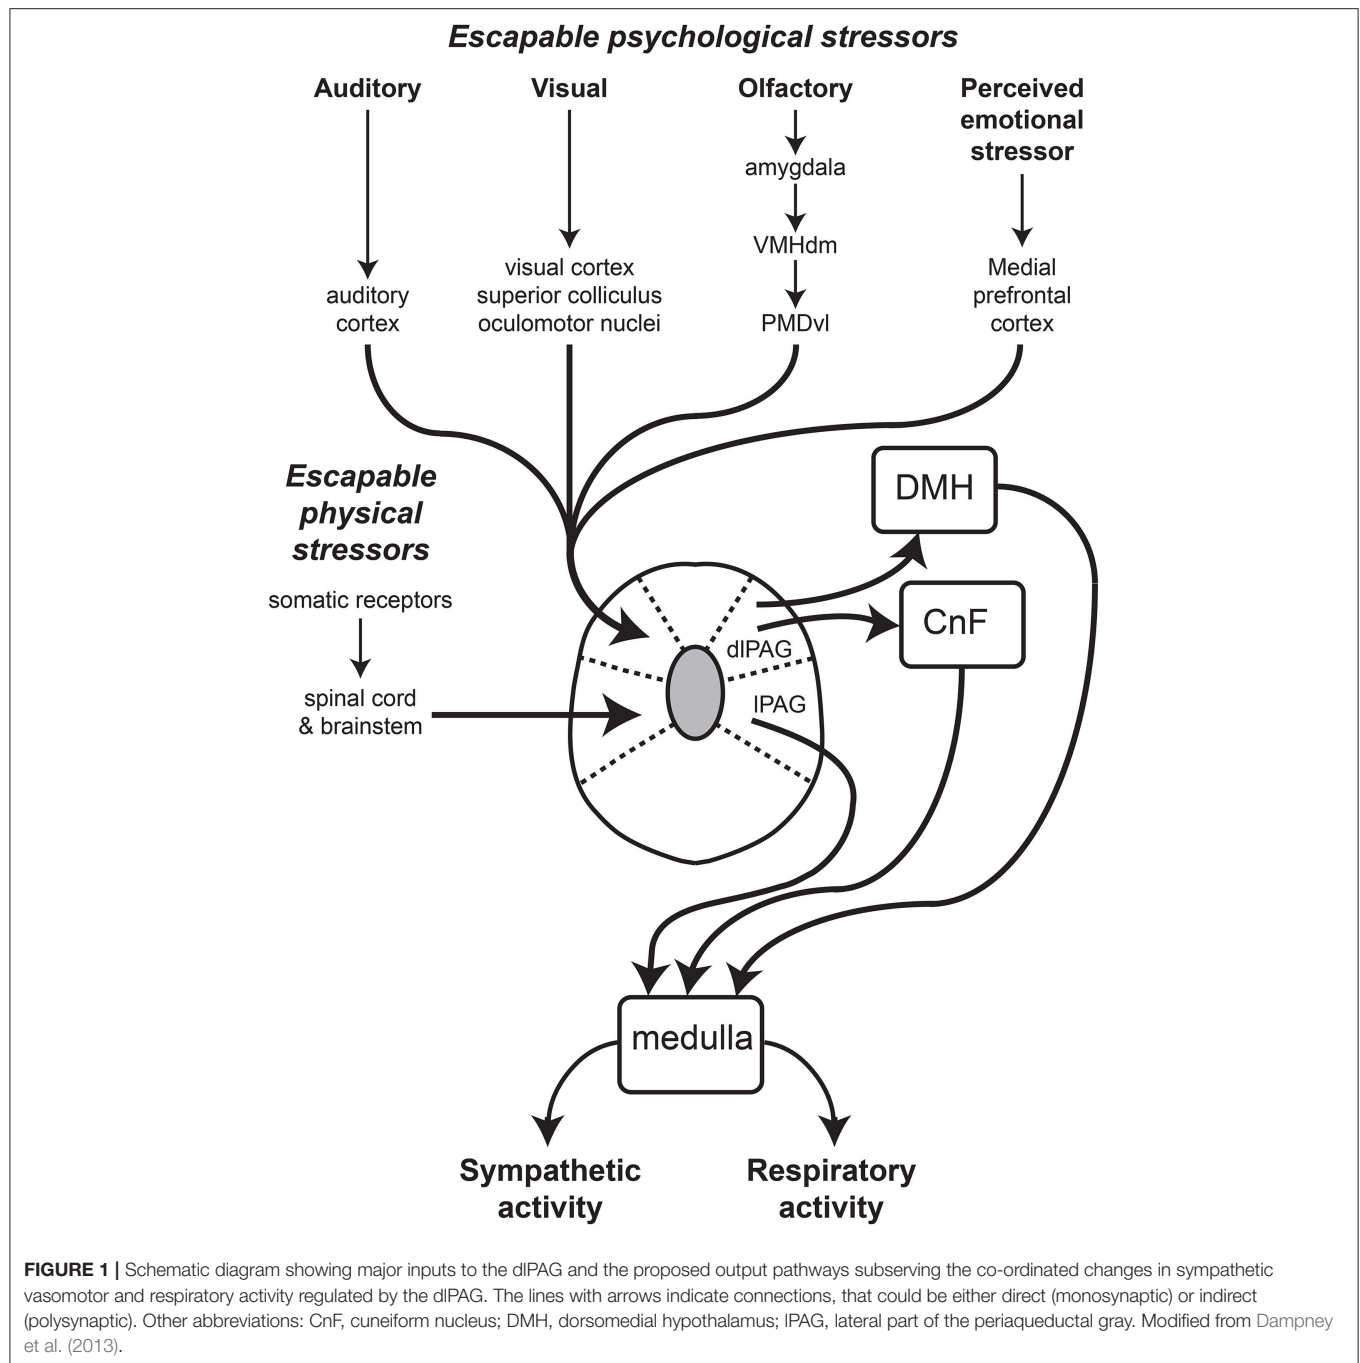 Escapable psychological stressors
Auditory
Visual
Olfactory
Perceived
emotional
stressor
amygdala
VMHdm
PMDvl
auditory
cortex
visual cortex
superior colliculus
oculomotor nuclei
Medial
prefrontal
cortex
Escapable
physical
stressors
somatic receptors
spinal cord
& brainstem
DMH
CnF
dlPAG
lPAG
medulla
Sympathetic
activity
Respiratory
activity
FIGURE 1 | Schematic diagram showing major inputs to the dlPAG and the proposed output pathways subserving the co-ordinated changes in sympathetic
vasomotor and respiratory activity regulated by the dlPAG. The lines with arrows indicate connections, that could be either direct (monosynaptic) or indirect
(polysynaptic). Other abbreviations: CnF, cuneiform nucleus; DMH, dorsomedial hypothalamus; lPAG, lateral part of the periaqueductal gray. Modified from Dampney
et al. (2013).